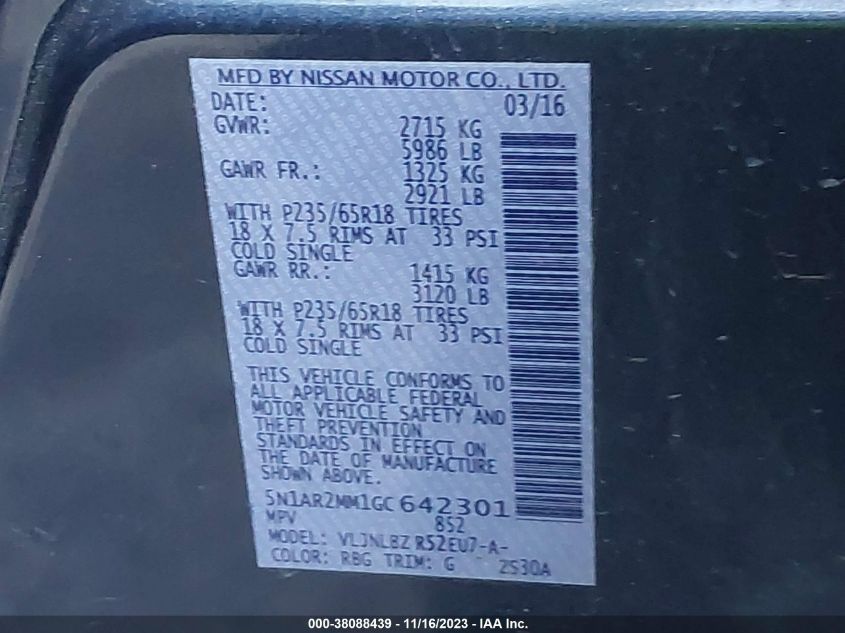 MFD BY NISSAN MOTOR CO., LTD.
DATE: 03/16
GVWR: 2715 KG
5986 LB
GAWR FR.: 1325 KG
2921 LB
WITH P235/65R18 TIRES
18 X 7.5 RIMS AT 33 PSI
COLD SINGLE
GAWR RR.: 1415 KG
3120 LB
WITH P235/65R18 TIRES
18 X 7.5 RIMS AT 33 PSI
COLD SINGLE
THIS VEHICLE CONFORMS TO
ALL APPLICABLE FEDERAL
MOTOR VEHICLE SAFETY AND
THEFT PREVENTION
STANDARDS IN EFFECT ON
THE DATE OF MANUFACTURE
SHOWN ABOVE.
5N1AR2MM1GC642301
MPV 852
MODEL: VLJNLBZ R52EU7-A-
COLOR: RBG TRIM: G 2530A
000-38088439 - 11/16/2023 - IAA Inc.